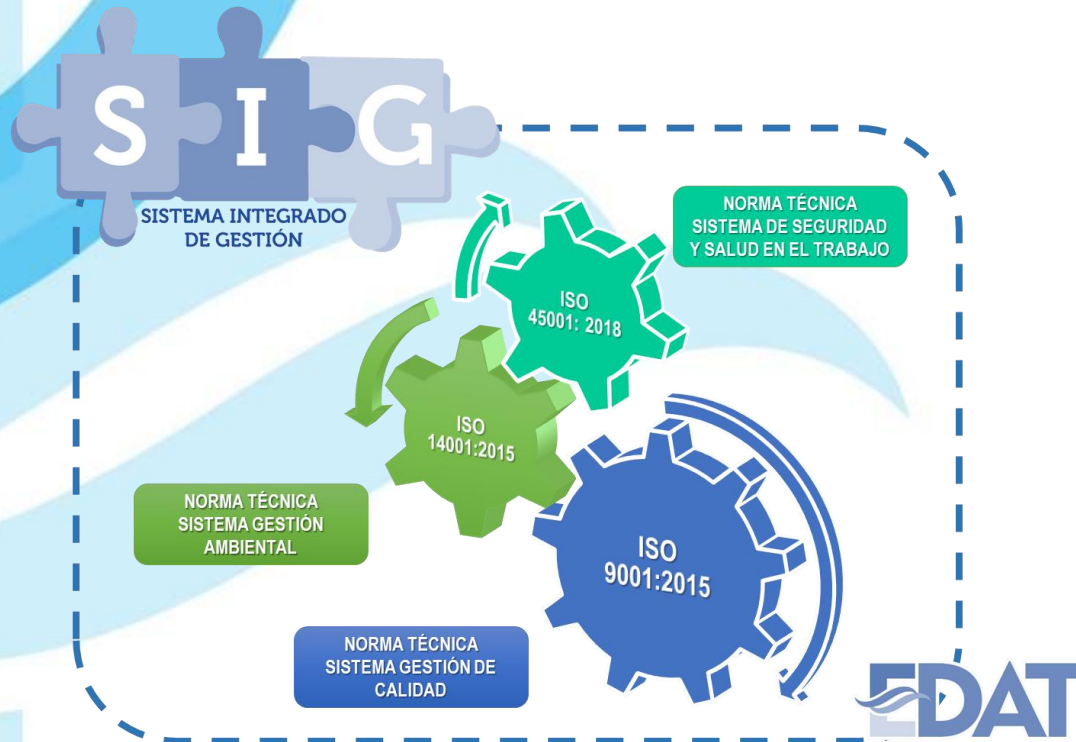 SIG
SISTEMA INTEGRADO
DE GESTIÓN
NORMA TÉCNICA
SISTEMA DE SEGURIDAD
Y SALUD EN EL TRABAJO
ISO
45001: 2018
ISO
14001:2015
NORMA TÉCNICA
SISTEMA GESTIÓN
AMBIENTAL
ISO
9001:2015
NORMA TÉCNICA
SISTEMA GESTIÓN DE
CALIDAD
EDAT